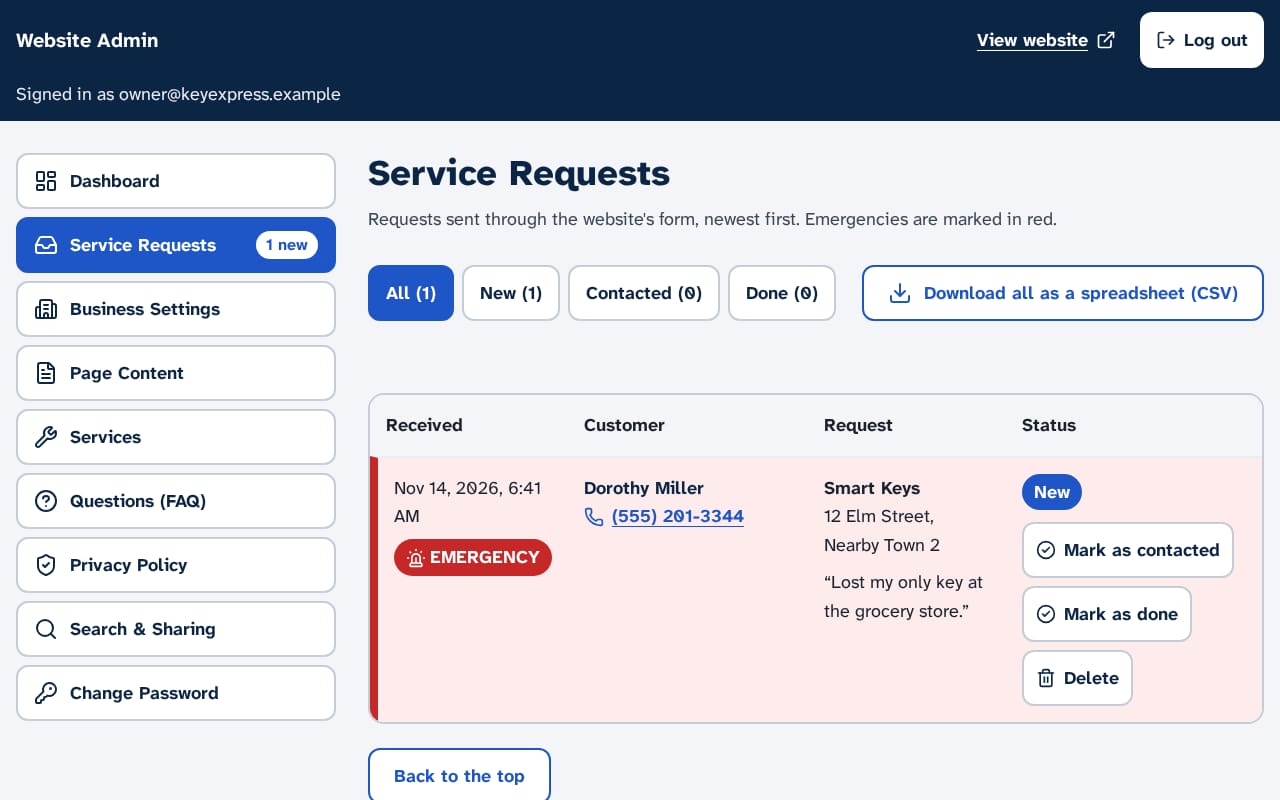 Website Admin
View website
Log out
Signed in as owner@keyexpress.example
Dashboard
Service Requests
1 new
Business Settings
Page Content
Services
Questions (FAQ)
Privacy Policy
Search & Sharing
Change Password
Service Requests
Requests sent through the website's form, newest first. Emergencies are marked in red.
All (1)
New (1)
Contacted (0)
Done (0)
Download all as a spreadsheet (CSV)
Received
Customer
Request
Status
Nov 14, 2026, 6:41
AM
EMERGENCY
Dorothy Miller
(555) 201-3344
Smart Keys
12 Elm Street,
Nearby Town 2
“Lost my only key at
the grocery store.”
New
Mark as contacted
Mark as done
Delete
Back to the top